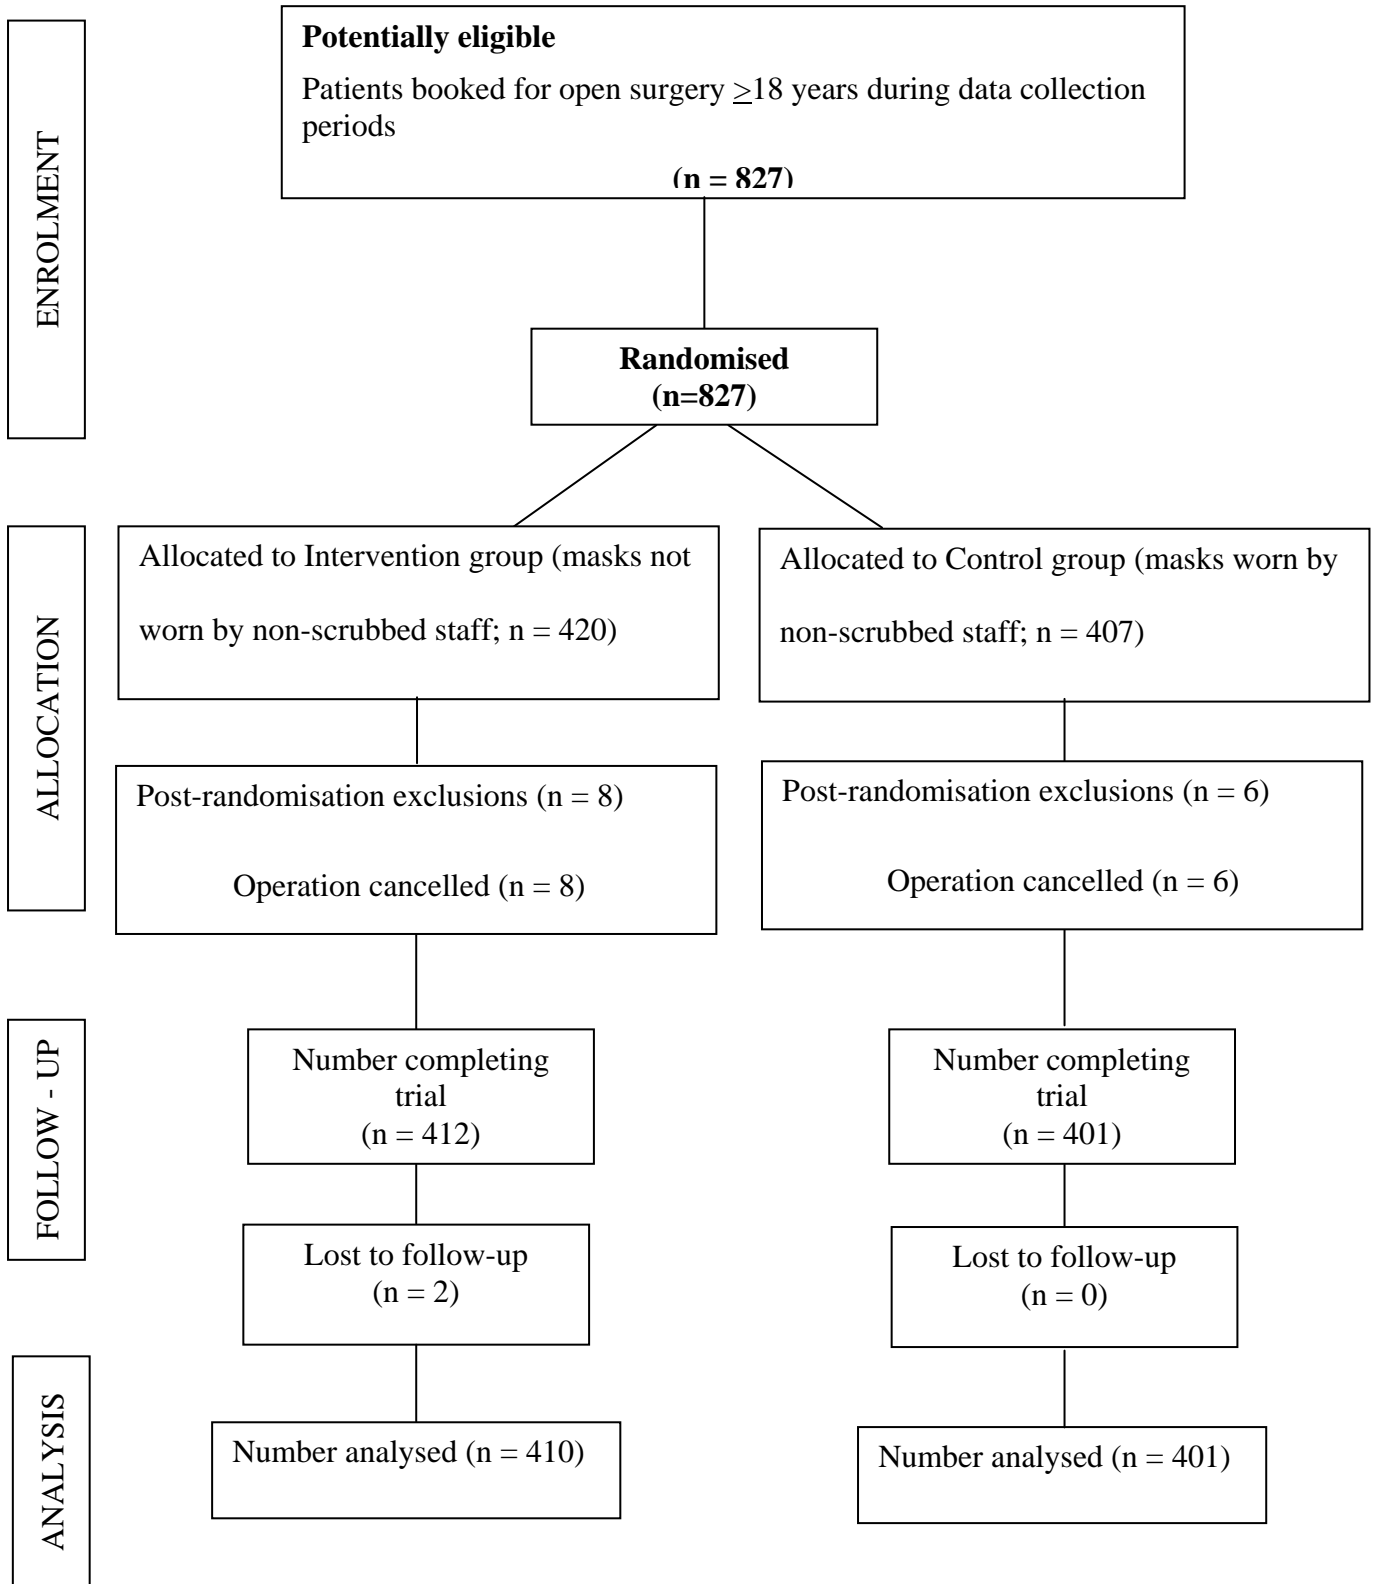 ENROLMENT
Potentially eligible
Patients booked for open surgery ≥18 years during data collection
periods
(n = 827)
Randomised
(n=827)
ALLOCATION
Allocated to Intervention group (masks not
worn by non-scrubbed staff; n = 420)
Allocated to Control group (masks worn by
non-scrubbed staff; n = 407)
Post-randomisation exclusions (n = 8)
Operation cancelled (n = 8)
Post-randomisation exclusions (n = 6)
Operation cancelled (n = 6)
FOLLOW - UP
Number completing
trial
(n = 412)
Number completing
trial
(n = 401)
Lost to follow-up
(n = 2)
Lost to follow-up
(n = 0)
ANALYSIS
Number analysed (n = 410)
Number analysed (n = 401)